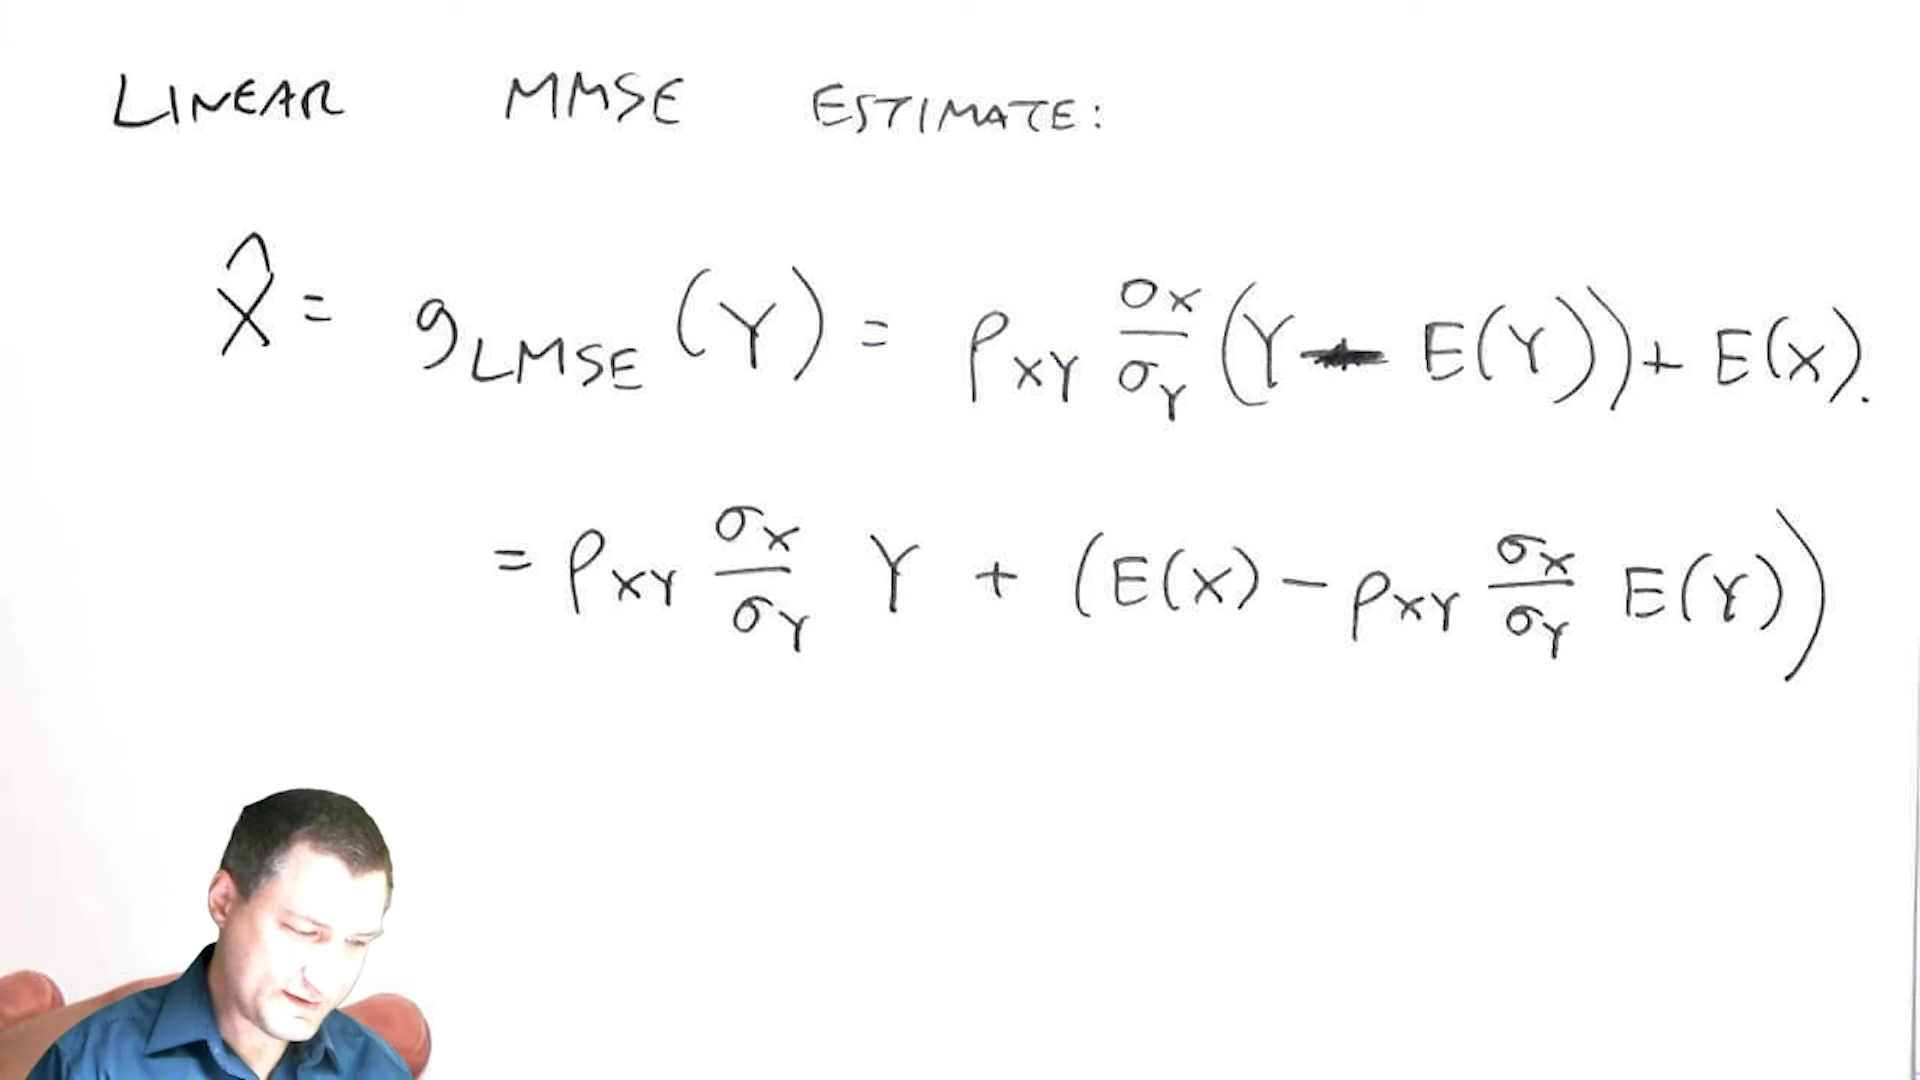 LINEAR MMSE ESTIMATE:
X̂ = g_LMSE (Y) = ρ_XY σ_X/σ_Y (Y - E(Y)) + E(X).
= ρ_XY σ_X/σ_Y Y + (E(X) - ρ_XY σ_X/σ_Y E(Y))